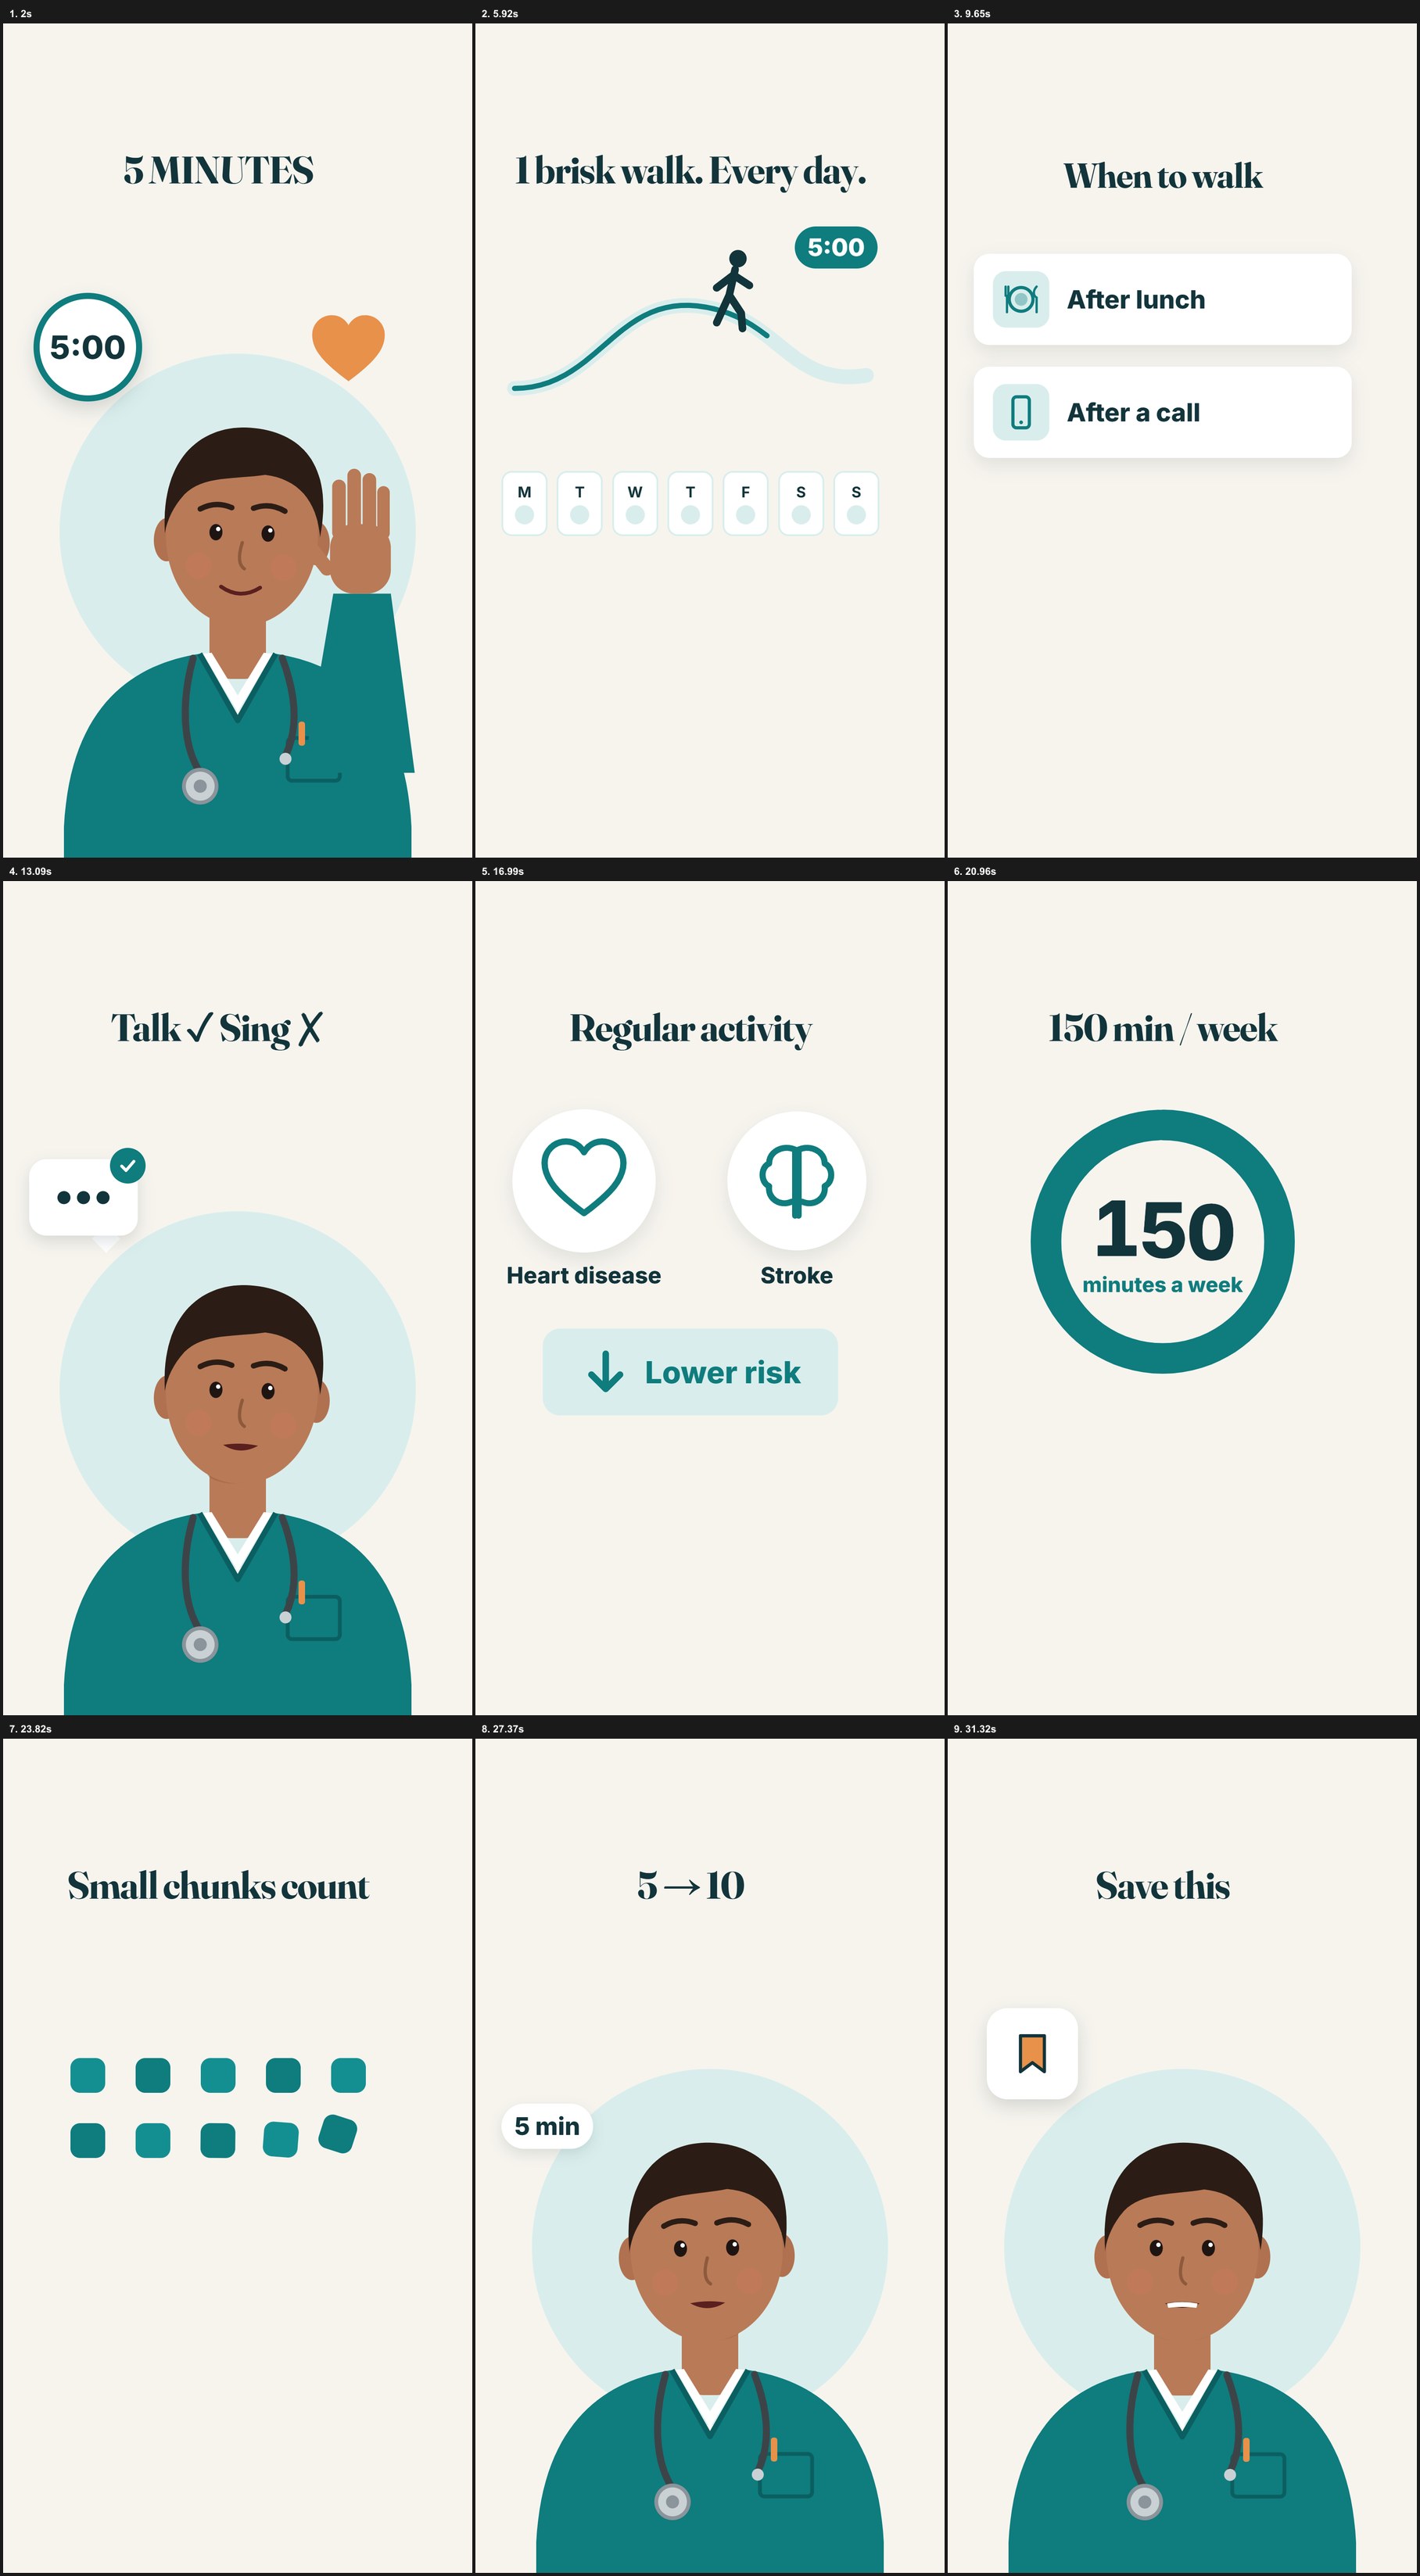 1. 2s
5 MINUTES
5:00
2. 5.92s
1 brisk walk. Every day.
5:00
M T W T F S S
3. 9.65s
When to walk
After lunch
After a call
4. 13.09s
Talk ✓ Sing ✗
5. 16.99s
Regular activity
Heart disease
Stroke
↓ Lower risk
6. 20.96s
150 min / week
150
minutes a week
7. 23.82s
Small chunks count
8. 27.37s
5 → 10
5 min
9. 31.32s
Save this